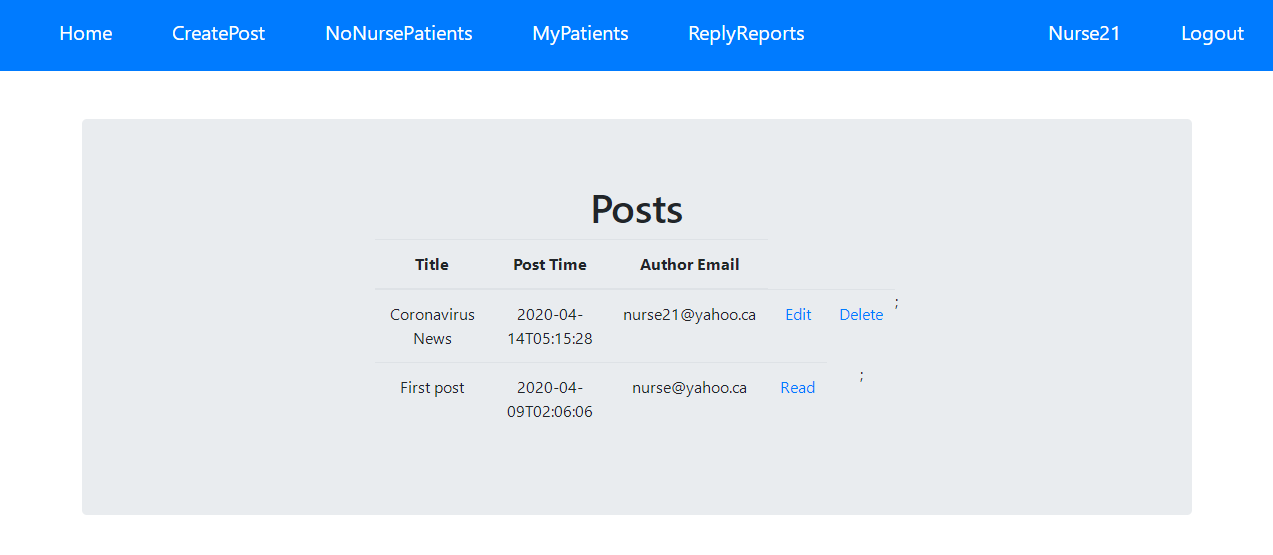 Home CreatePost NoNursePatients MyPatients ReplyReports Nurse21 Logout
Posts
Title Post Time Author Email
;
Coronavirus 2020-04- nurse21@yahoo.ca Edit Delete
News 14T05:15:28
;
First post 2020-04- nurse@yahoo.ca Read
09T02:06:06